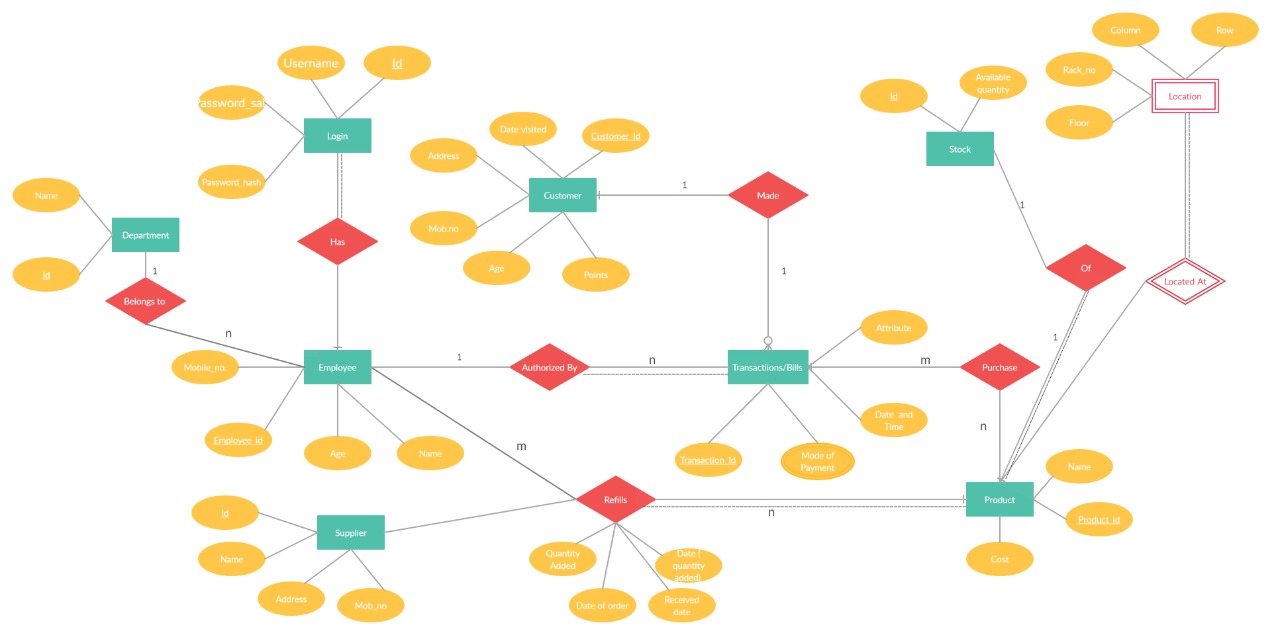 Column
Row
Username
Id
Rack_no
Available
quantity
Id
Location
Password_sal
Floor
Date visited
Customer_Id
Login
Stock
Address
Password_hash
Name
Customer
1
Made
1
Department
Mob.no
Has
Age
Points
Of
Id
1
1
Located At
Belongs to
n
Attribute
1
Mobile_no.
Employee
1
Authorized By
n
Transactiions/Bills
m
Purchase
Date and
Time
n
Employee_id
Age
Name
m
Transaction_Id
Mode of
Payment
Name
Id
Refills
n
Product
Product_id
Supplier
Name
Quantity
Added
Date (
quantity
added)
Cost
Address
Mob_no
Date of order
Received
date